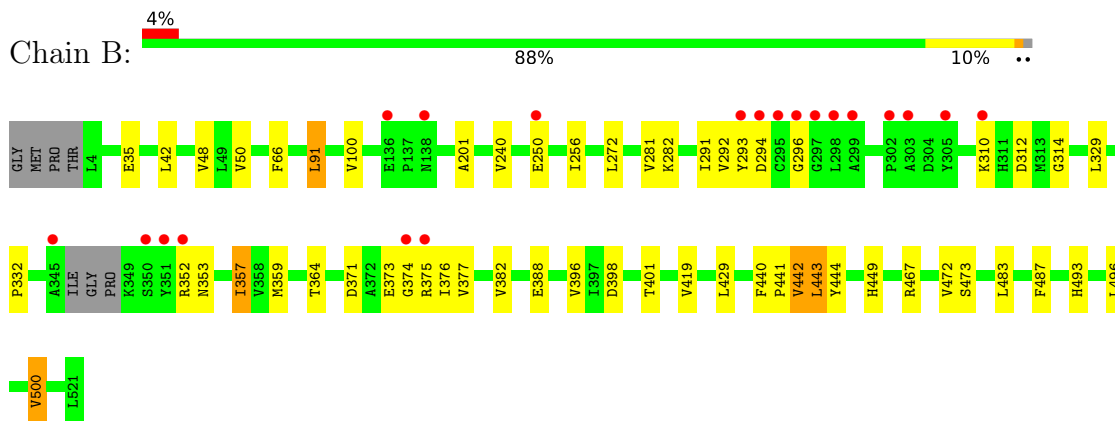 4%
Chain B:
88% 10% ••
GLY MET PRO THR L4 E35 L42 V48 L49 V50 F66 L91 V100 E136 P137 N138 A201 V240 E250 I256 L272 V281 K282 I291 V292 Y293 D294 C295 G296 G297 L298 A299 P302 A303 D304 Y305 K310 H311 D312 M313 G314 L329
P332 A345 ILE GLY PRO K349 S350 Y351 R352 N353 I357 V358 M359 T364 D371 A372 E373 G374 R375 I376 V377 V382 E388 V396 I397 D398 T401 V419 L429 F440 P441 V442 L443 Y444 H449 R467 V472 S473 L483 F487 H493 L496
V500 L521